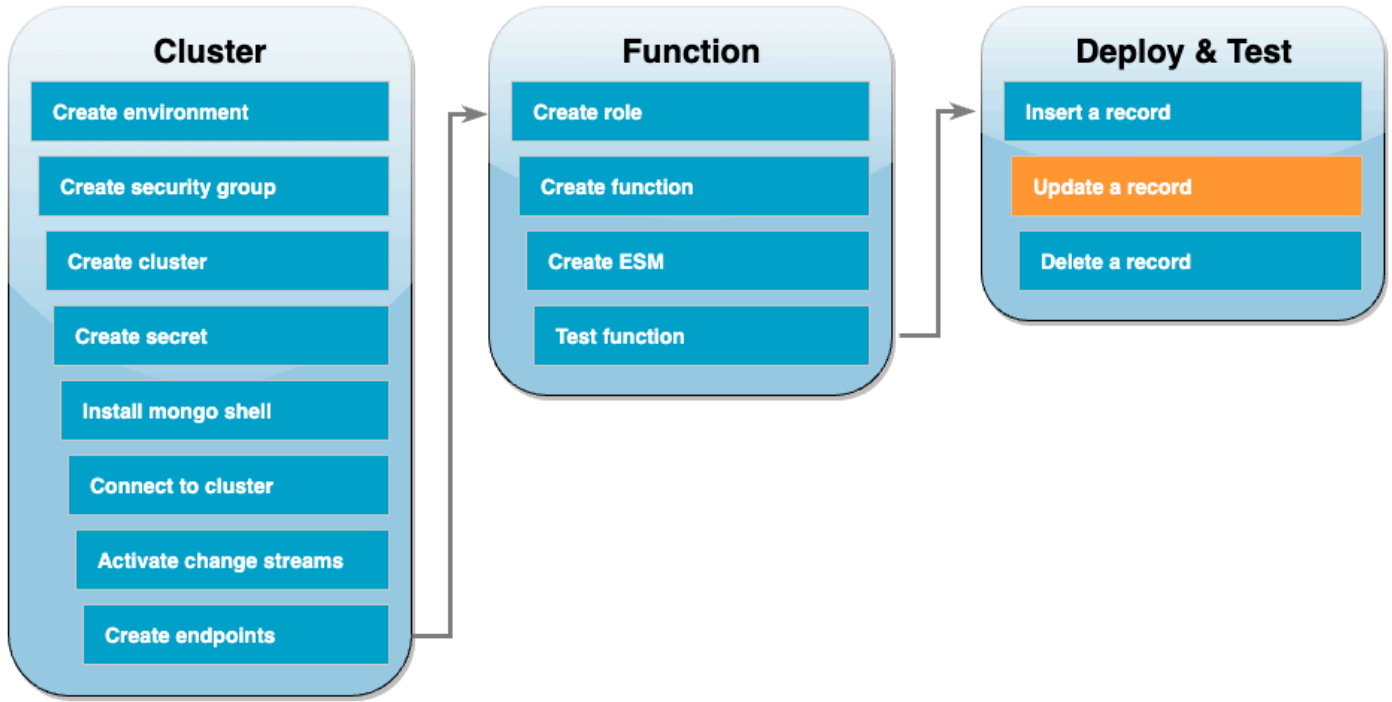 Cluster
Create environment
Create security group
Create cluster
Create secret
Install mongo shell
Connect to cluster
Activate change streams
Create endpoints
Function
Create role
Create function
Create ESM
Test function
Deploy & Test
Insert a record
Update a record
Delete a record